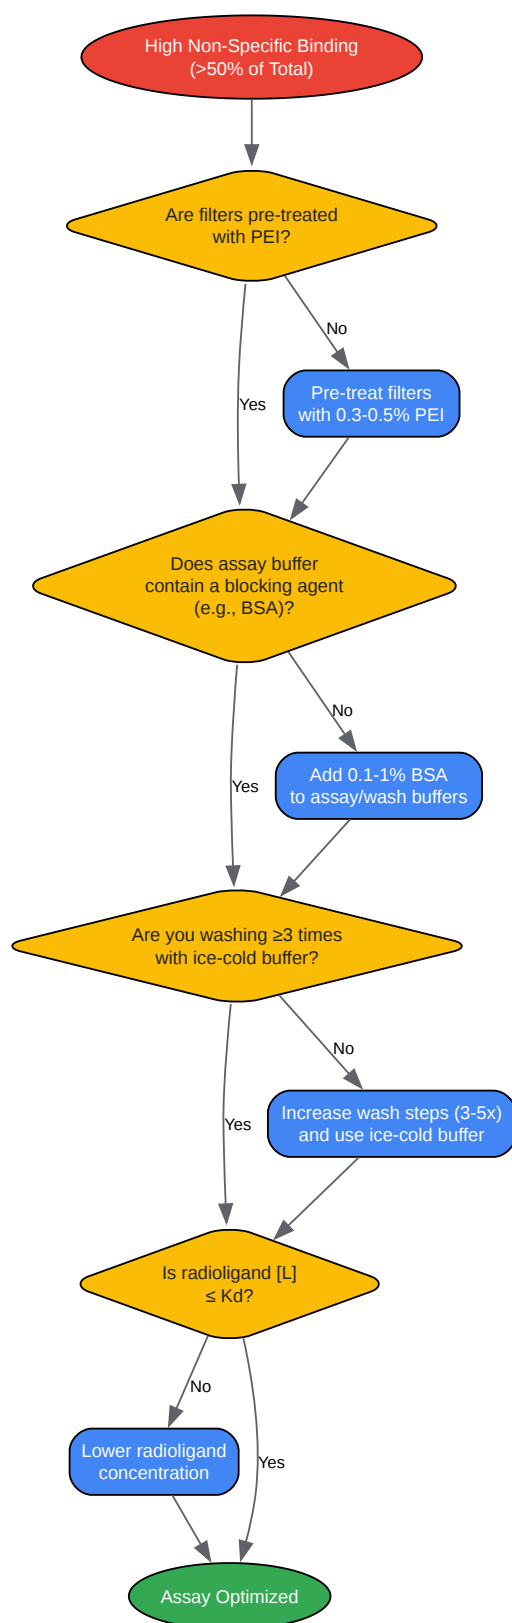 High Non-Specific Binding
(>50% of Total)
Are filters pre-treated
with PEI?
No
Pre-treat filters
with 0.3-0.5% PEI
Yes
Does assay buffer
contain a blocking agent
(e.g., BSA)?
No
Add 0.1-1% BSA
to assay/wash buffers
Yes
Are you washing ≥3 times
with ice-cold buffer?
No
Increase wash steps (3-5x)
and use ice-cold buffer
Yes
Is radioligand [L]
≤ Kd?
No
Lower radioligand
concentration
Yes
Assay Optimized